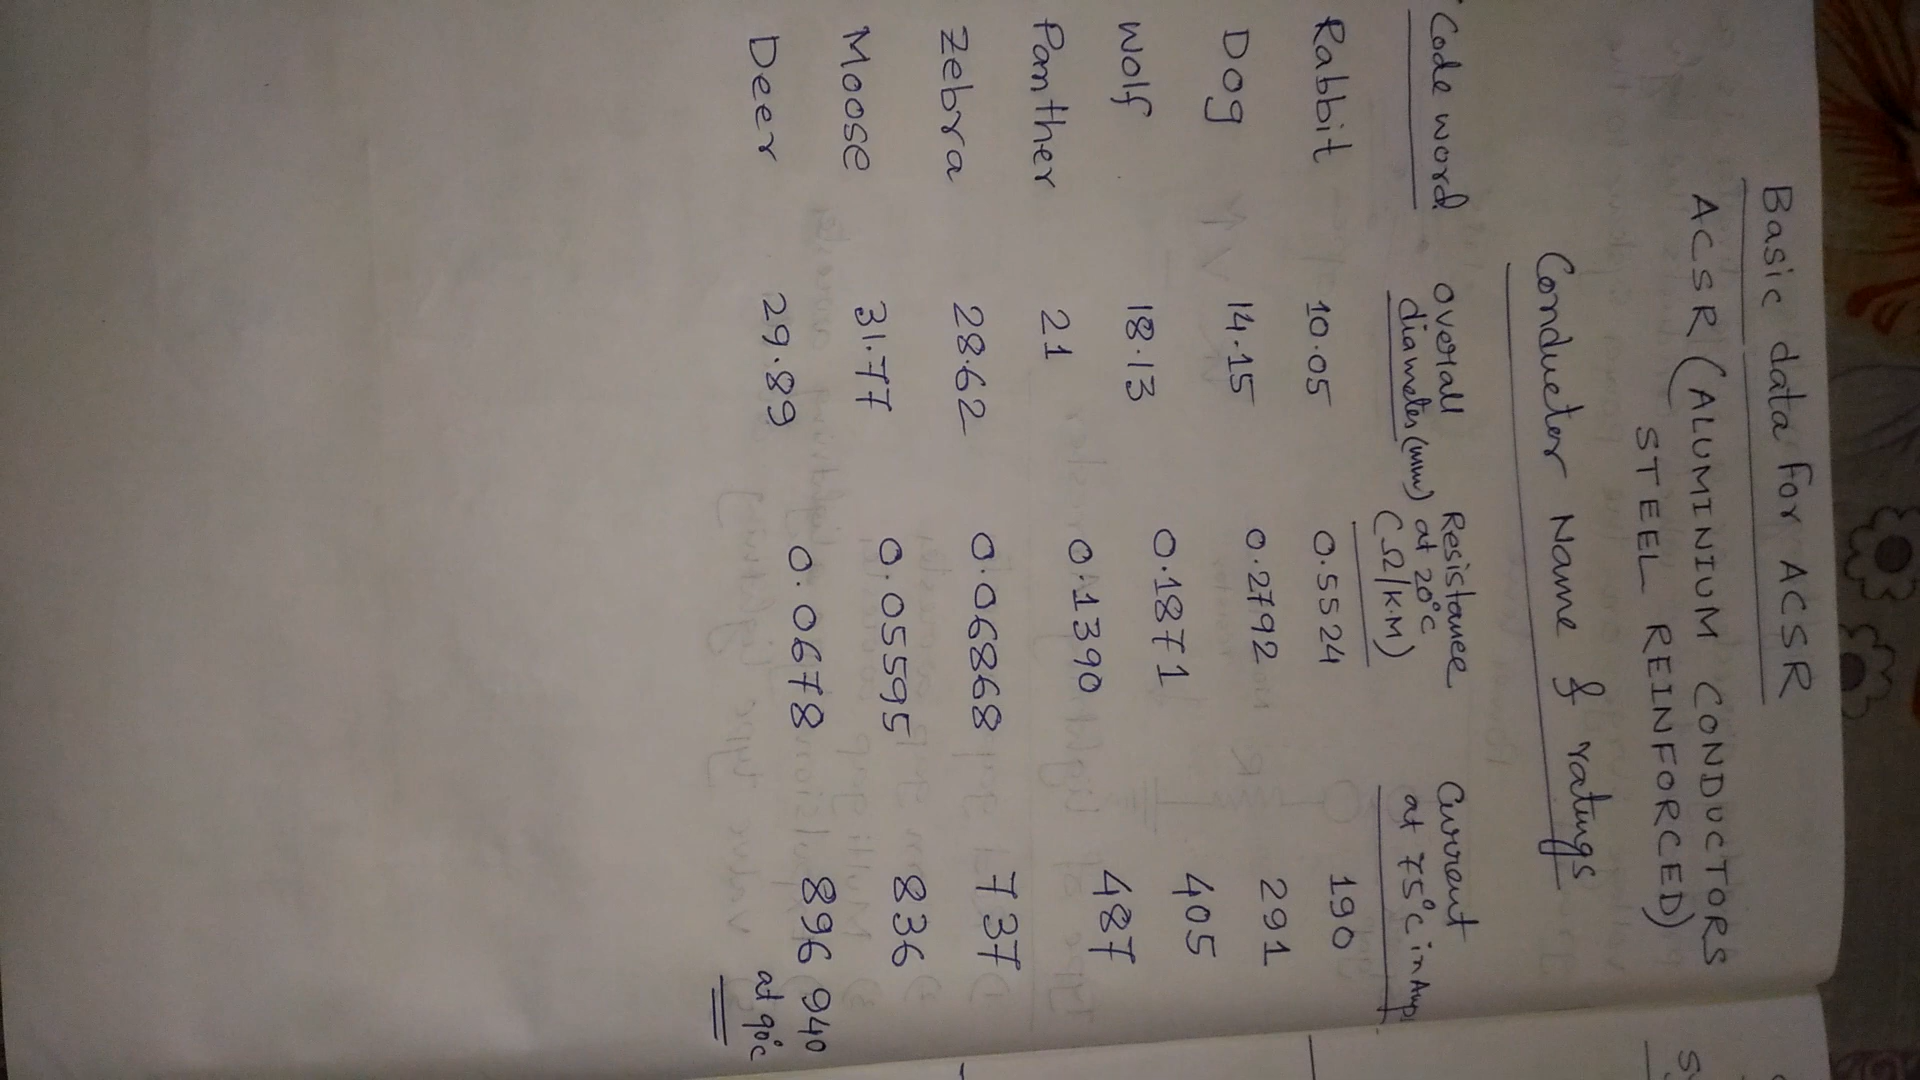 Basic data for ACSR
ACSR (ALUMINIUM CONDUCTORS
STEEL REINFORCED)
Conductor Name & ratings
Code word overall diameter (mm) Resistance at 20°C (Ω/K.M) Current at 75°C in Amp
Rabbit 10.05 0.5524 190
Dog 14.15 0.2792 291
Wolf 18.13 0.1871 405
Panther 21 0.1390 487
Zebra 28.62 0.06868 737
Moose 31.77 0.05595 836
Deer 29.89 0.0678 896 940
at 90°C